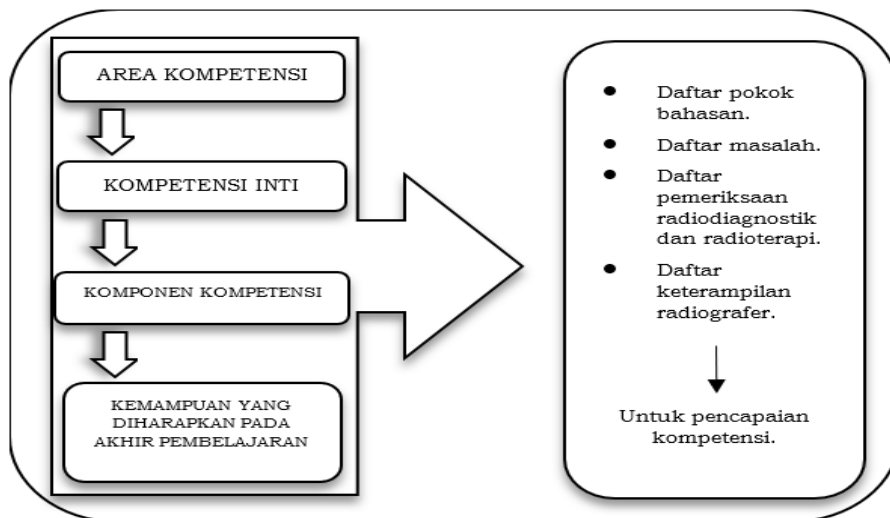 AREA KOMPETENSI
KOMPETENSI INTI
KOMPONEN KOMPETENSI
KEMAMPUAN YANG
DIHARAPKAN PADA
AKHIR PEMBELAJARAN
• Daftar pokok
bahasan.
• Daftar masalah.
• Daftar
pemeriksaan
radiodiagnostik
dan radioterapi.
• Daftar
keterampilan
radiografer.
Untuk pencapaian
kompetensi.